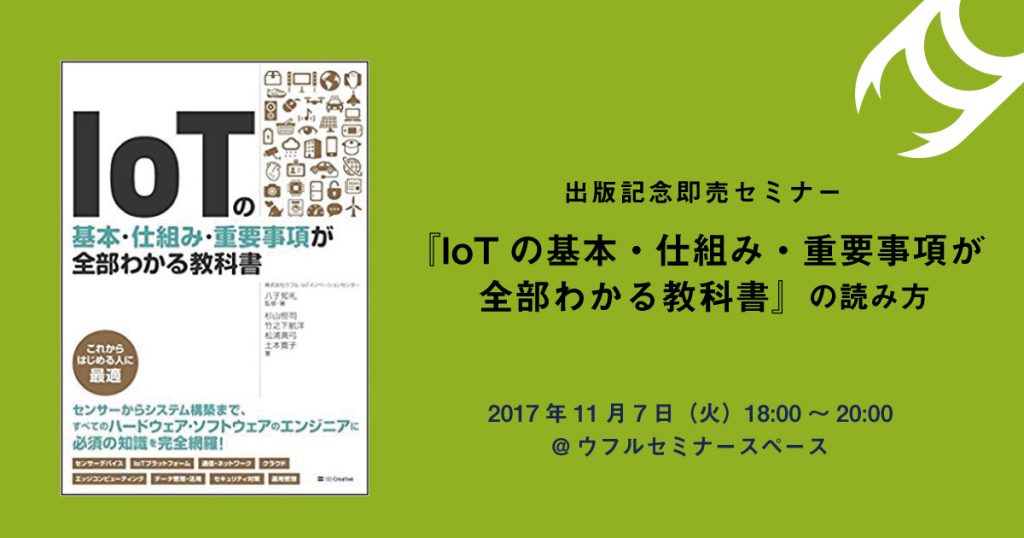 IoTの
基本・仕組み・重要事項が
全部わかる教科書
株式会社ウフル IoTイノベーションセンター
八子知礼
監修・著
杉山恒司
竹之下航洋
松浦真弓
土本寛子
著
これから
はじめる人に
最適
センサーからシステム構築まで、
すべてのハードウェア・ソフトウェアのエンジニアに
必須の知識を完全網羅!
センサーデバイス IoTプラットフォーム 通信・ネットワーク クラウド
エッジコンピューティング データ管理・活用 セキュリティ対策 運用管理
SB Creative
出版記念即売セミナー
『IoT の基本・仕組み・重要事項が
全部わかる教科書』の読み方
2017 年 11 月 7 日(火)18:00 〜 20:00
@ ウフルセミナースペース